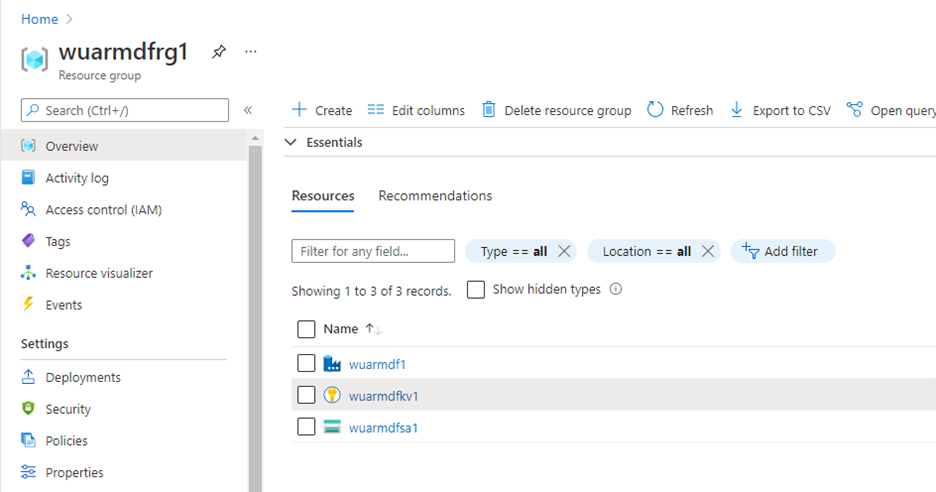 Home >
wuarmdfrg1 ...
Resource group
Search (Ctrl+/) «
Create Edit columns Delete resource group Refresh Export to CSV Open query
Essentials
Overview
Activity log
Access control (IAM)
Tags
Resource visualizer
Events
Settings
Deployments
Security
Policies
Properties
Resources Recommendations
Filter for any field... Type == all Location == all Add filter
Showing 1 to 3 of 3 records. Show hidden types
Name ↑↓
wuarmdf1
wuarmdfkv1
wuarmdfsa1